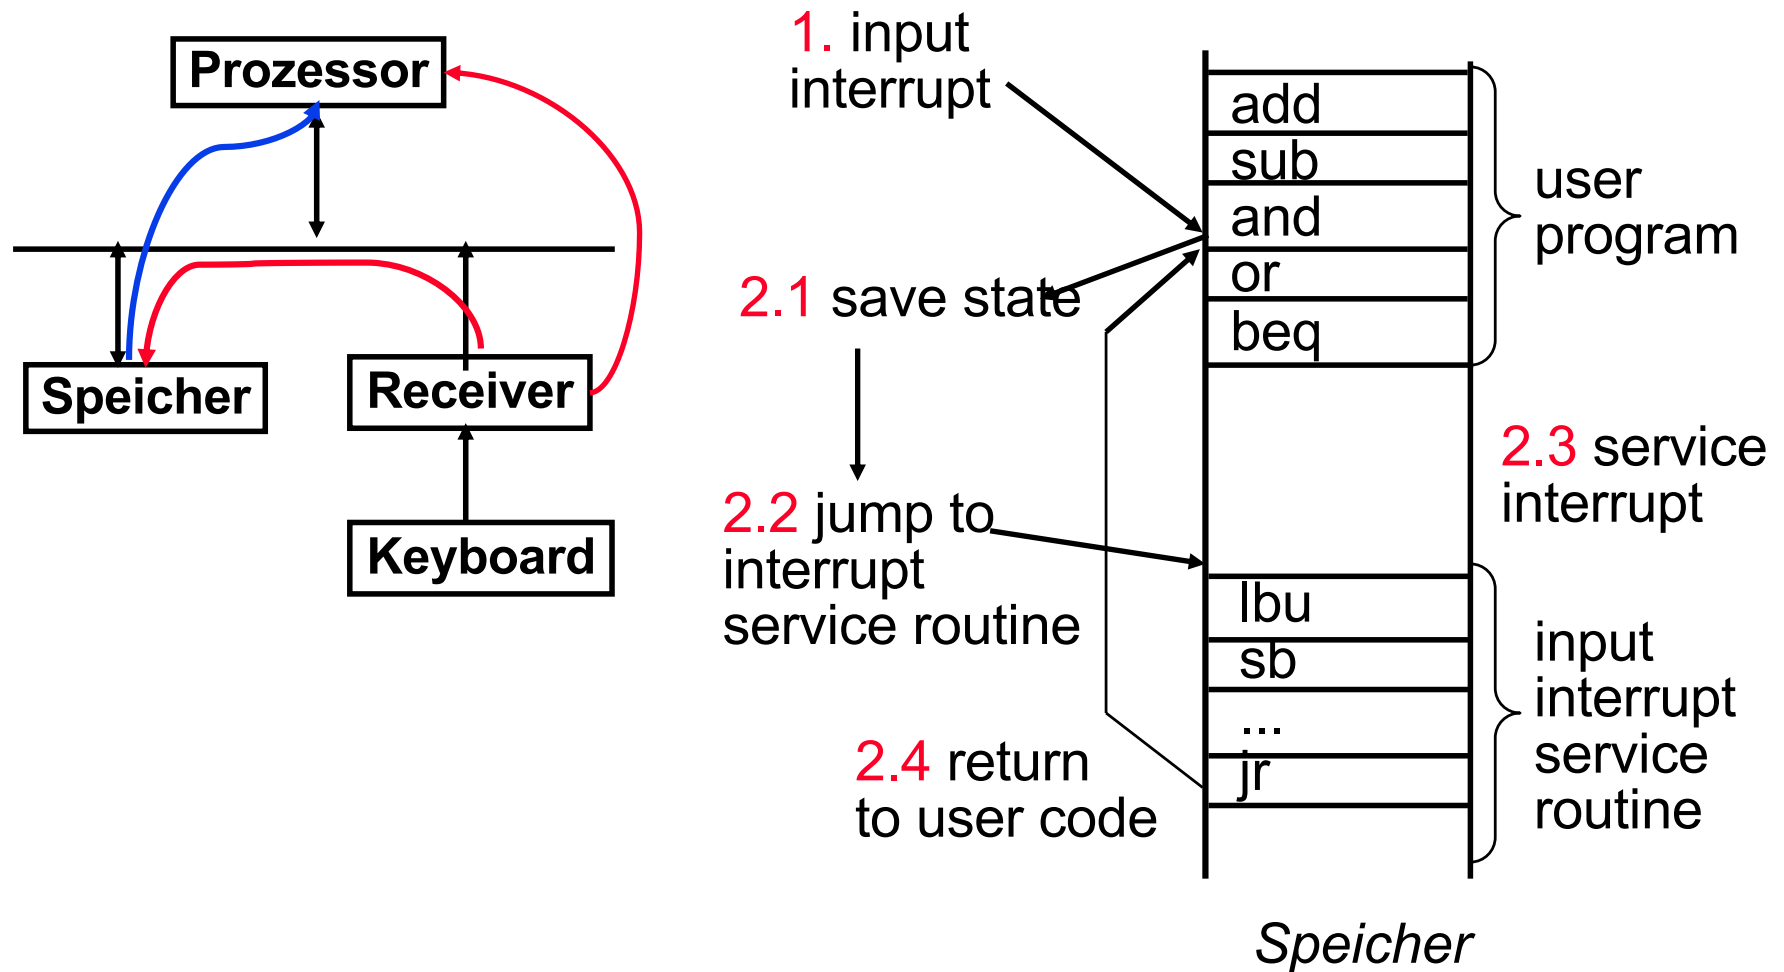 Prozessor
Speicher
Receiver
Keyboard
1. input
interrupt
2.1 save state
2.2 jump to
interrupt
service routine
2.4 return
to user code
add
sub
and
or
beq
lbu
sb
...
jr
user
program
2.3 service
interrupt
input
interrupt
service
routine
Speicher